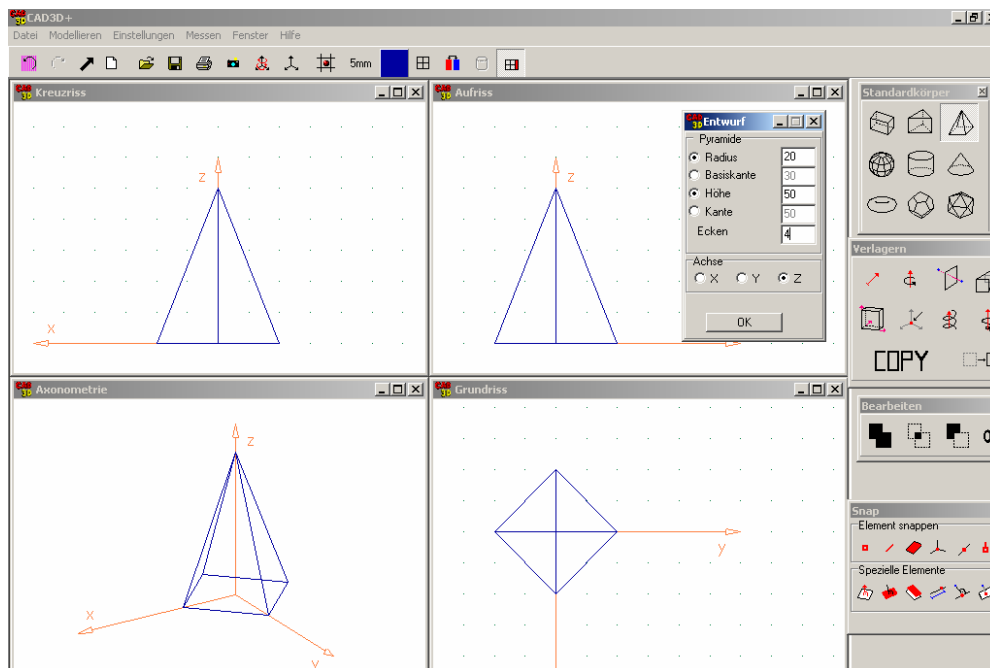 CAD3D+
Datei Modellieren Einstellungen Messen Fenster Hilfe
5mm
Kreuzriss
z
x
Aufriss
z
Entwurf
Pyramide
Radius 20
Basiskante 30
Höhe 50
Kante 50
Ecken 4
Achse
X Y Z
OK
Axonometrie
z
x
y
Grundriss
y
Standardkörper
Verlagern
COPY
Bearbeiten
Snap
Element snappen
Spezielle Elemente